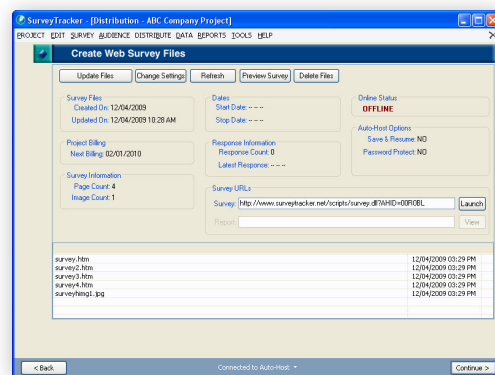 SurveyTracker - [Distribution - ABC Company Project]
PROJECT EDIT SURVEY AUDIENCE DISTRIBUTE DATA REPORTS TOOLS HELP
Create Web Survey Files
Update Files Change Settings Refresh Preview Survey Delete Files
Survey Files
Created On: 12/04/2009
Updated On: 12/04/2009 10:28 AM
Dates
Start Date: -- -- --
Stop Date: -- -- --
Online Status
OFFLINE
Project Billing
Next Billing: 02/01/2010
Response Information
Response Count: 0
Latest Response: -- -- --
Auto-Host Options
Save & Resume: NO
Password Protect: NO
Survey Information
Page Count: 4
Image Count: 1
Survey URLs
Survey: http://www.surveytracker.net/scripts/survey.dll?AHID=00R0BL Launch
Report: View
survey.htm 12/04/2009 03:29 PM
survey2.htm 12/04/2009 03:29 PM
survey3.htm 12/04/2009 03:29 PM
survey4.htm 12/04/2009 03:29 PM
surveyhimg1.jpg 12/04/2009 03:29 PM
< Back Connected to Auto-Host Continue >